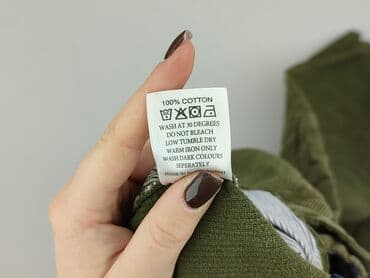 100% COTTON
WASH AT 30 DEGREES
DO NOT BLEACH
LOW TUMBLE DRY
WARM IRON ONLY
WASH DARK COLOURS
SEPERATELY